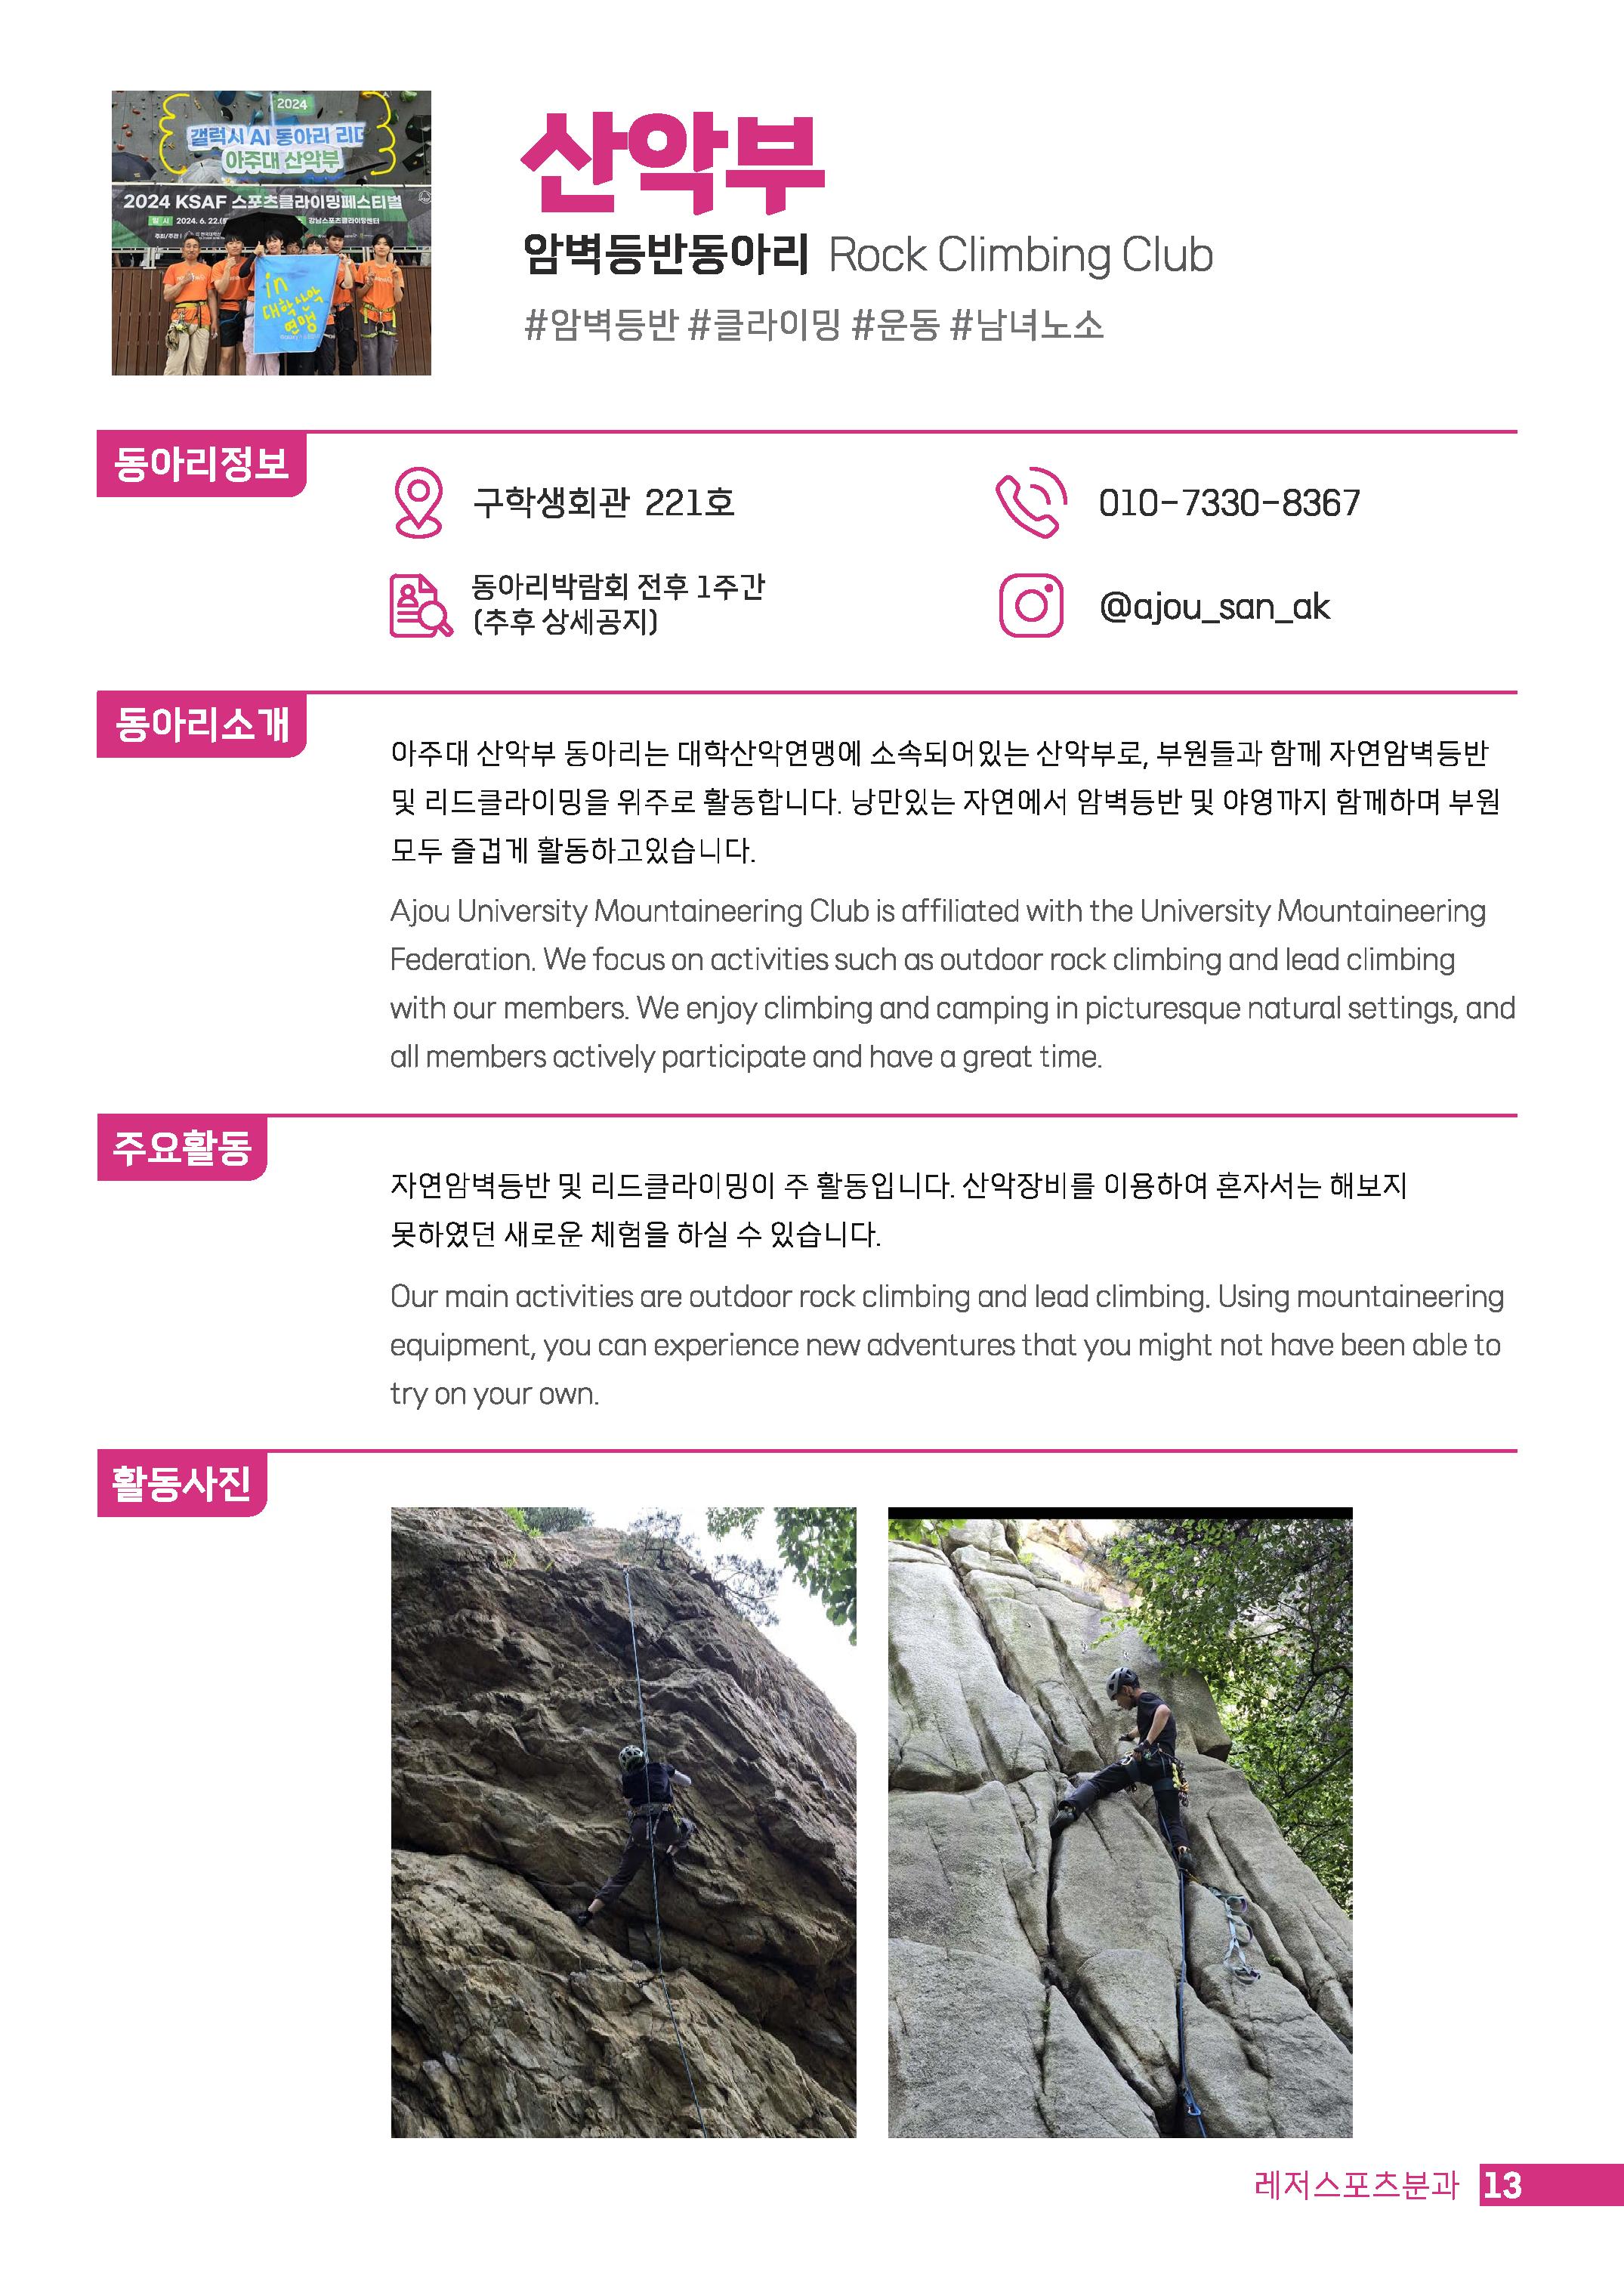 2024
갤럭시 AI 동아리 리더
아주대 산악부
2024 KSAF 스포츠클라이밍페스티벌
일 시 2024. 6. 22.(토
강남스포츠클라이밍센터
주최/주관 |
in
대학산악
연맹
산악부
암벽등반동아리 Rock Climbing Club
#암벽등반 #클라이밍 #운동 #남녀노소
동아리정보
구학생회관 221호
010-7330-8367
동아리박람회 전후 1주간
(추후 상세공지)
@ajou_san_ak
동아리소개
아주대 산악부 동아리는 대학산악연맹에 소속되어있는 산악부로, 부원들과 함께 자연암벽등반
및 리드클라이밍을 위주로 활동합니다. 낭만있는 자연에서 암벽등반 및 야영까지 함께하며 부원
모두 즐겁게 활동하고있습니다.
Ajou University Mountaineering Club is affiliated with the University Mountaineering
Federation. We focus on activities such as outdoor rock climbing and lead climbing
with our members. We enjoy climbing and camping in picturesque natural settings, and
all members actively participate and have a great time.
주요활동
자연암벽등반 및 리드클라이밍이 주 활동입니다. 산악장비를 이용하여 혼자서는 해보지
못하였던 새로운 체험을 하실 수 있습니다.
Our main activities are outdoor rock climbing and lead climbing. Using mountaineering
equipment, you can experience new adventures that you might not have been able to
try on your own.
활동사진
레저스포츠분과 13